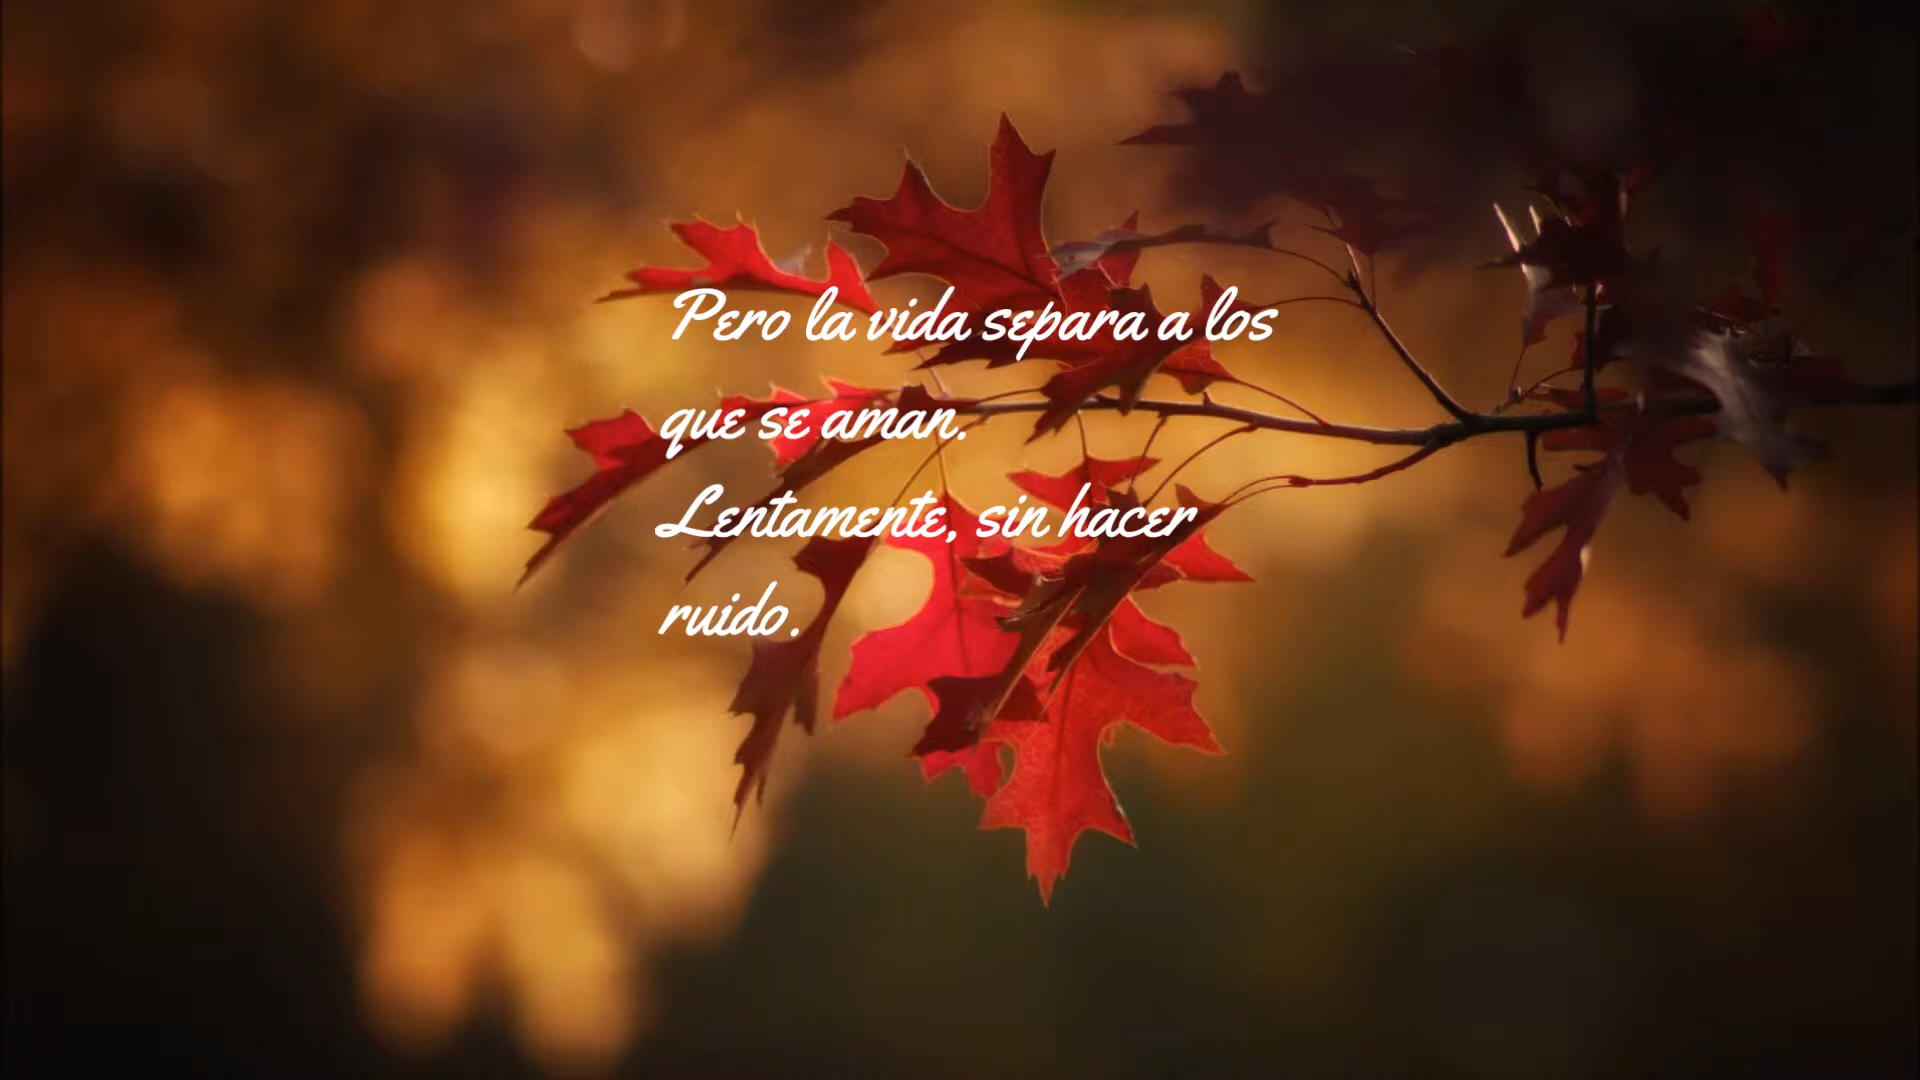 Pero la vida separa a los
que se aman.
Lentamente, sin hacer
ruido.